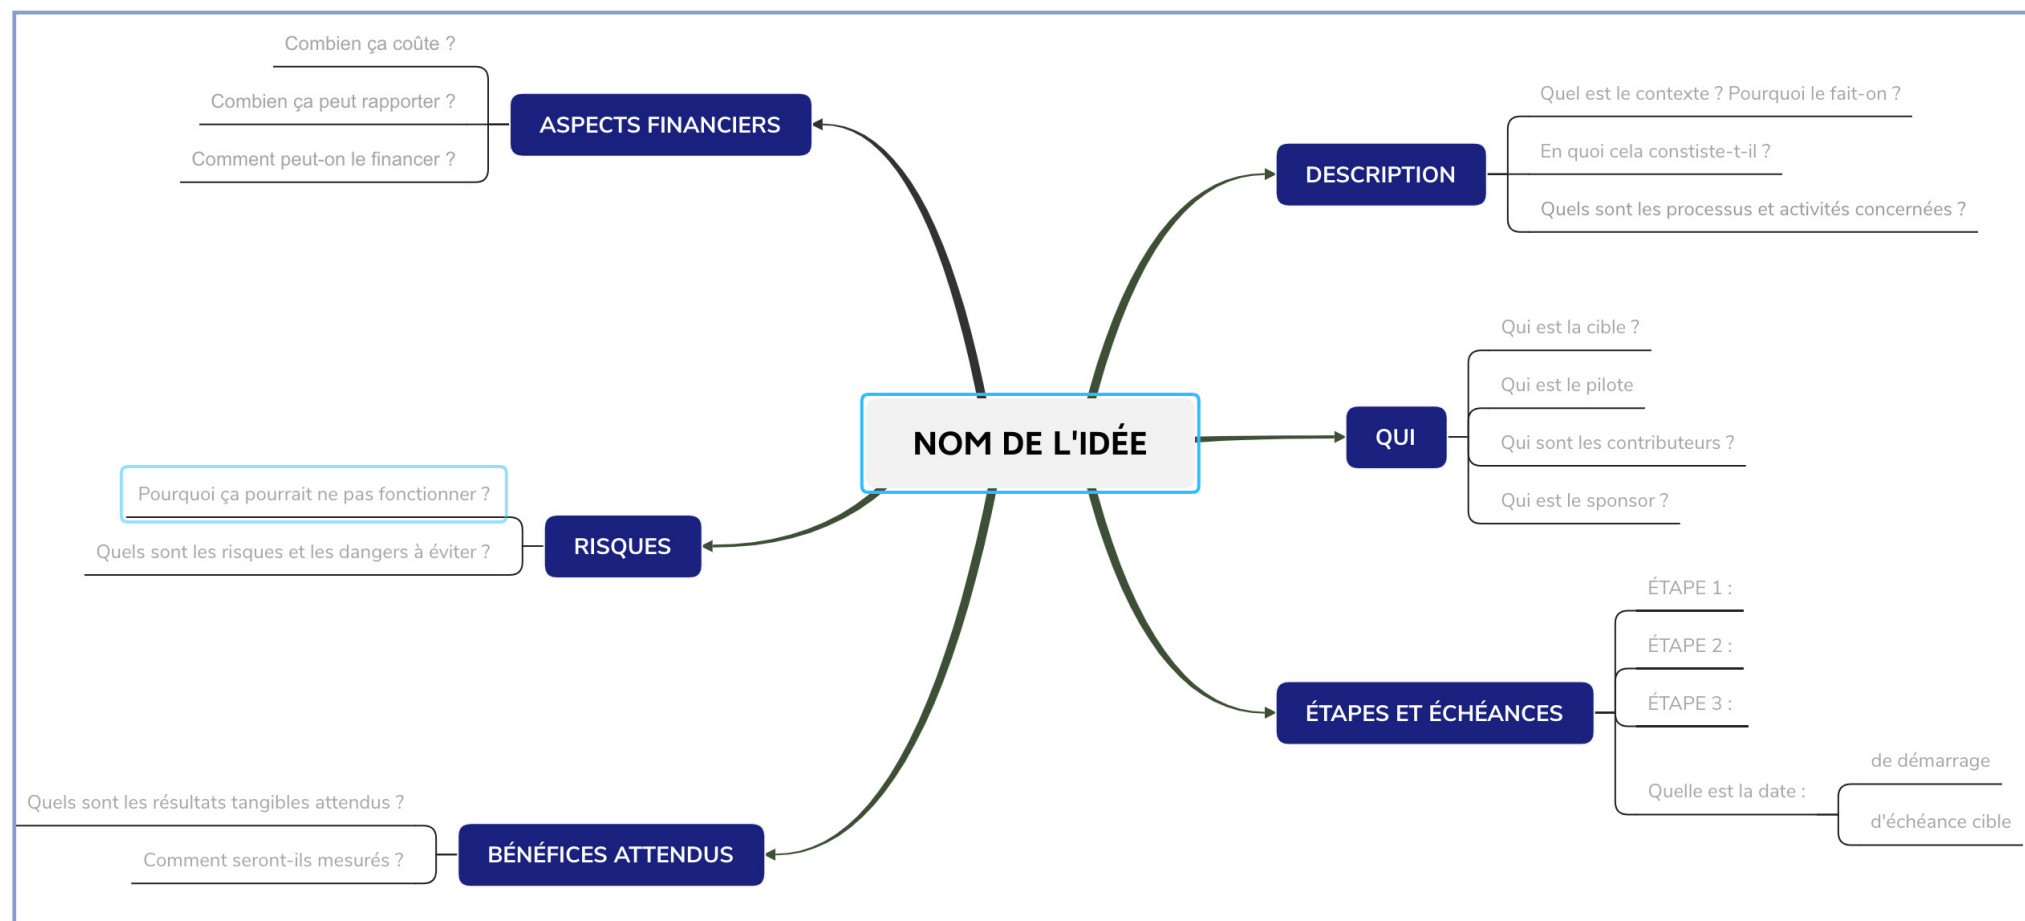 Combien ça coûte ?
Combien ça peut rapporter ?
Comment peut-on le financer ?
ASPECTS FINANCIERS
DESCRIPTION
Quel est le contexte ? Pourquoi le fait-on ?
En quoi cela constiste-t-il ?
Quels sont les processus et activités concernées ?
NOM DE L'IDÉE
QUI
Qui est la cible ?
Qui est le pilote
Qui sont les contributeurs ?
Qui est le sponsor ?
Pourquoi ça pourrait ne pas fonctionner ?
Quels sont les risques et les dangers à éviter ?
RISQUES
ÉTAPES ET ÉCHÉANCES
ÉTAPE 1 :
ÉTAPE 2 :
ÉTAPE 3 :
Quelle est la date :
de démarrage
d'échéance cible
Quels sont les résultats tangibles attendus ?
Comment seront-ils mesurés ?
BÉNÉFICES ATTENDUS